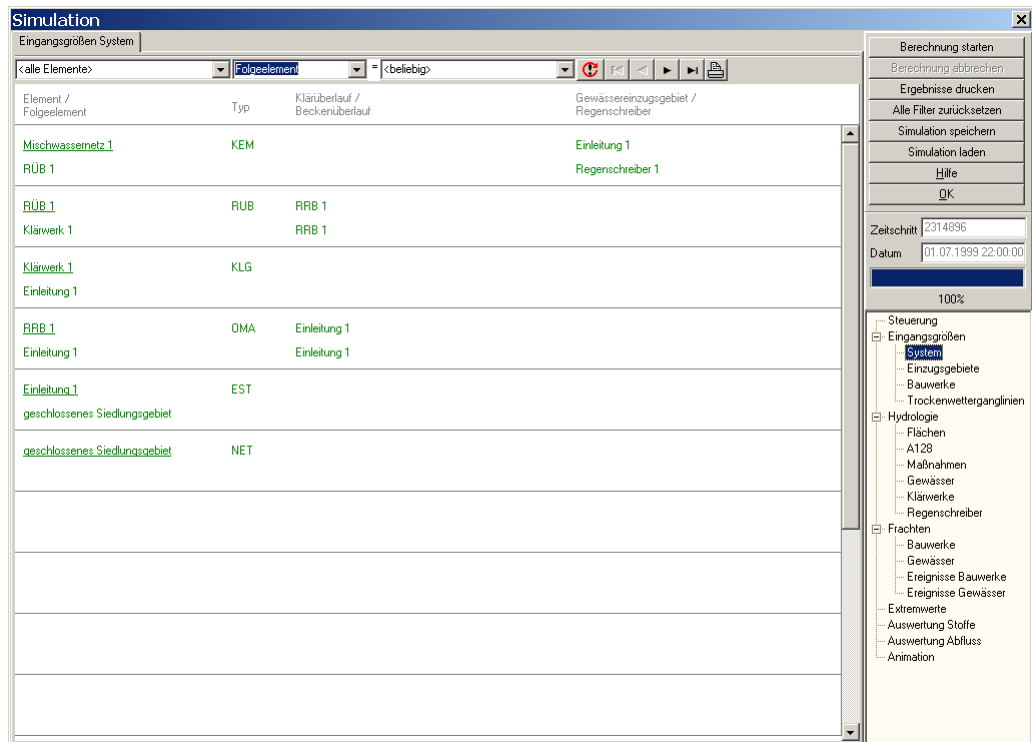 Simulation
Eingangsgrößen System
<alle Elemente> Folgeelement = <beliebig>
Element / Folgeelement Typ Klärüberlauf / Beckenüberlauf Gewässereinzugsgebiet / Regenschreiber
Mischwassernetz 1 KEM Einleitung 1
RÜB 1 Regenschreiber 1
RÜB 1 RUB RRB 1
Klärwerk 1 RRB 1
Klärwerk 1 KLG
Einleitung 1
RRB 1 OMA Einleitung 1
Einleitung 1 Einleitung 1
Einleitung 1 EST
geschlossenes Siedlungsgebiet
geschlossenes Siedlungsgebiet NET
Berechnung starten
Berechnung abbrechen
Ergebnisse drucken
Alle Filter zurücksetzen
Simulation speichern
Simulation laden
Hilfe
OK
Zeitschritt 2314896
Datum 01.07.1999 22:00:00
100%
Steuerung
Eingangsgrößen
System
Einzugsgebiete
Bauwerke
Trockenwetterganglinien
Hydrologie
Flächen
A128
Maßnahmen
Gewässer
Klärwerke
Regenschreiber
Frachten
Bauwerke
Gewässer
Ereignisse Bauwerke
Ereignisse Gewässer
Extremwerte
Auswertung Stoffe
Auswertung Abfluss
Animation